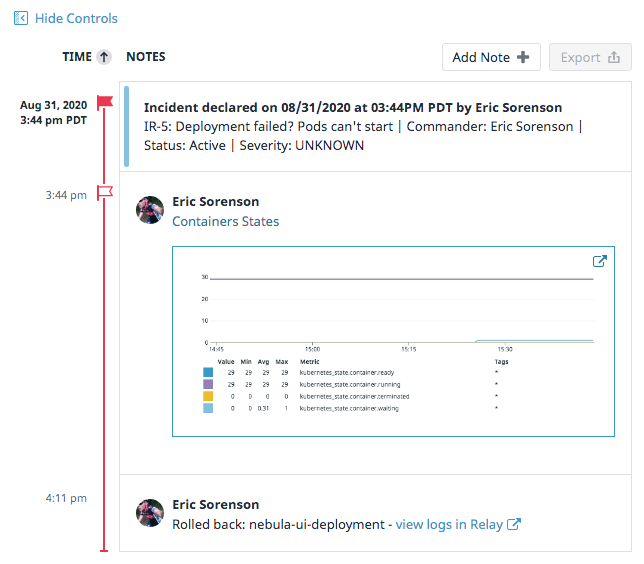 Hide Controls
TIME NOTES Add Note Export
Aug 31, 2020
3:44 pm PDT
Incident declared on 08/31/2020 at 03:44PM PDT by Eric Sorenson
IR-5: Deployment failed? Pods can't start | Commander: Eric Sorenson |
Status: Active | Severity: UNKNOWN
3:44 pm
Eric Sorenson
Containers States
30
20
10
0
14:45 15:00 15:15 15:30
Value Min Avg Max Metric Tags
29 29 29 29 kubernetes_state.container.ready *
29 29 29 29 kubernetes_state.container.running *
0 0 0 0 kubernetes_state.container.terminated *
0 0 0.31 1 kubernetes_state.container.waiting *
4:11 pm
Eric Sorenson
Rolled back: nebula-ui-deployment - view logs in Relay